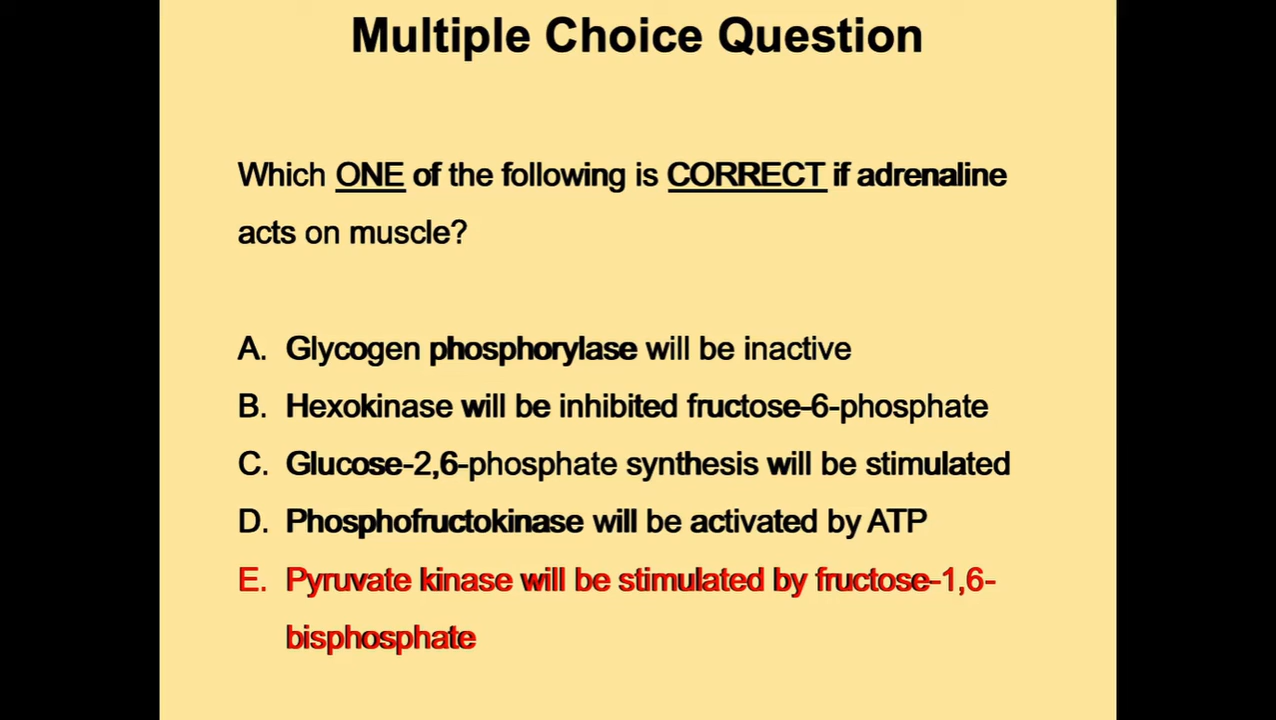 Multiple Choice Question
Which ONE of the following is CORRECT if adrenaline
acts on muscle?
A. Glycogen phosphorylase will be inactive
B. Hexokinase will be inhibited fructose-6-phosphate
C. Glucose-2,6-phosphate synthesis will be stimulated
D. Phosphofructokinase will be activated by ATP
E. Pyruvate kinase will be stimulated by fructose-1,6-
bisphosphate